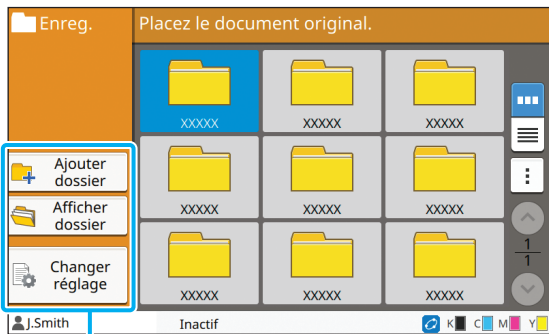 Enreg.
Placez le document original.
XXXXX XXXXX XXXXX
Ajouter
dossier
XXXXX XXXXX XXXXX
Afficher
dossier
Changer
réglage
XXXXX XXXXX XXXXX
1
1
J.Smith Inactif K C M Y